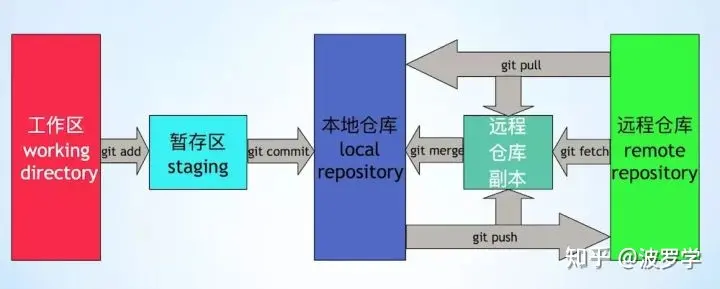 工作区
working
directory
git add
暂存区
staging
git commit
本地仓库
local
repository
git pull
git merge
远程
仓库
副本
git fetch
git push
远程仓库
remote
repository
知乎 @波罗学